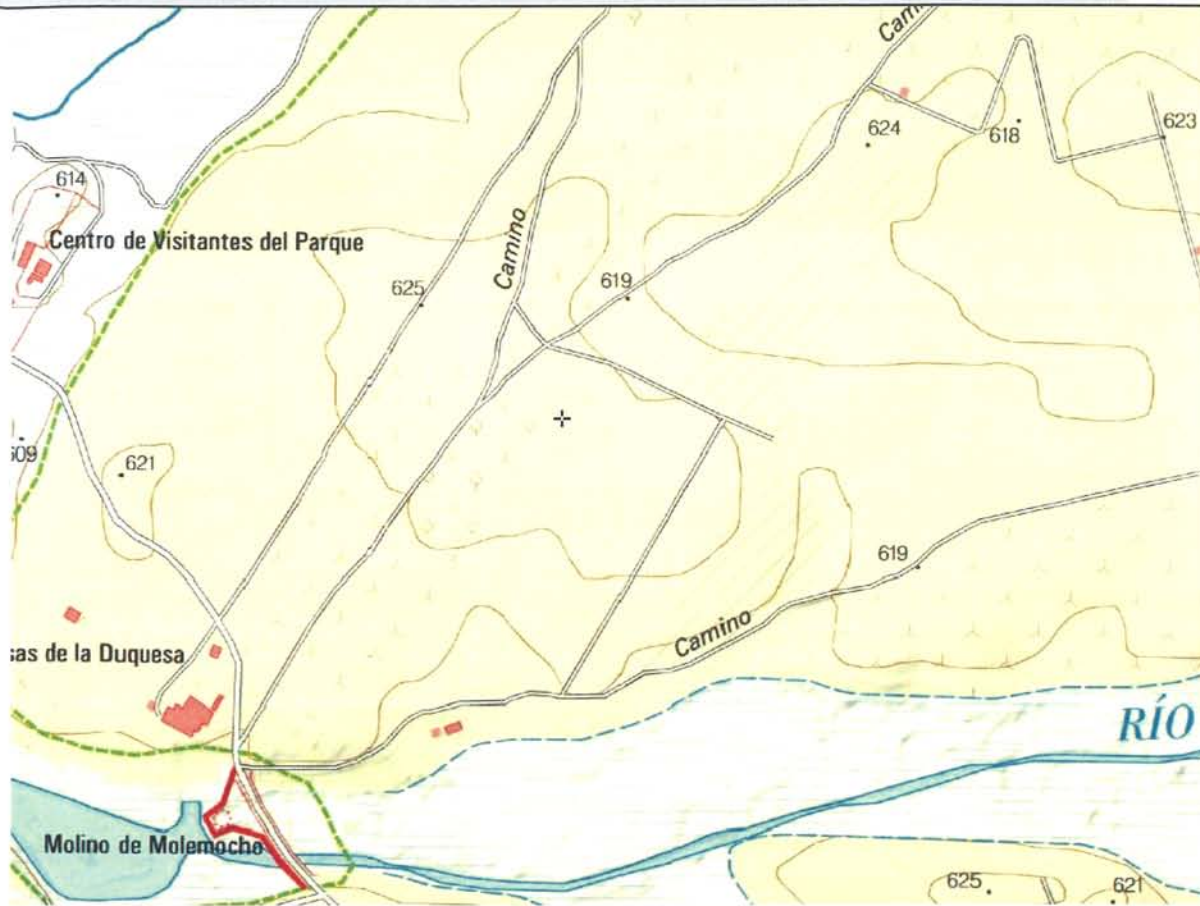 Camin
614
624
618
623
Centro de Visitantes del Parque
Camino
625
619
609
621
619
sas de la Duquesa
Camino
RÍO
Molino de Molemocho
625
621